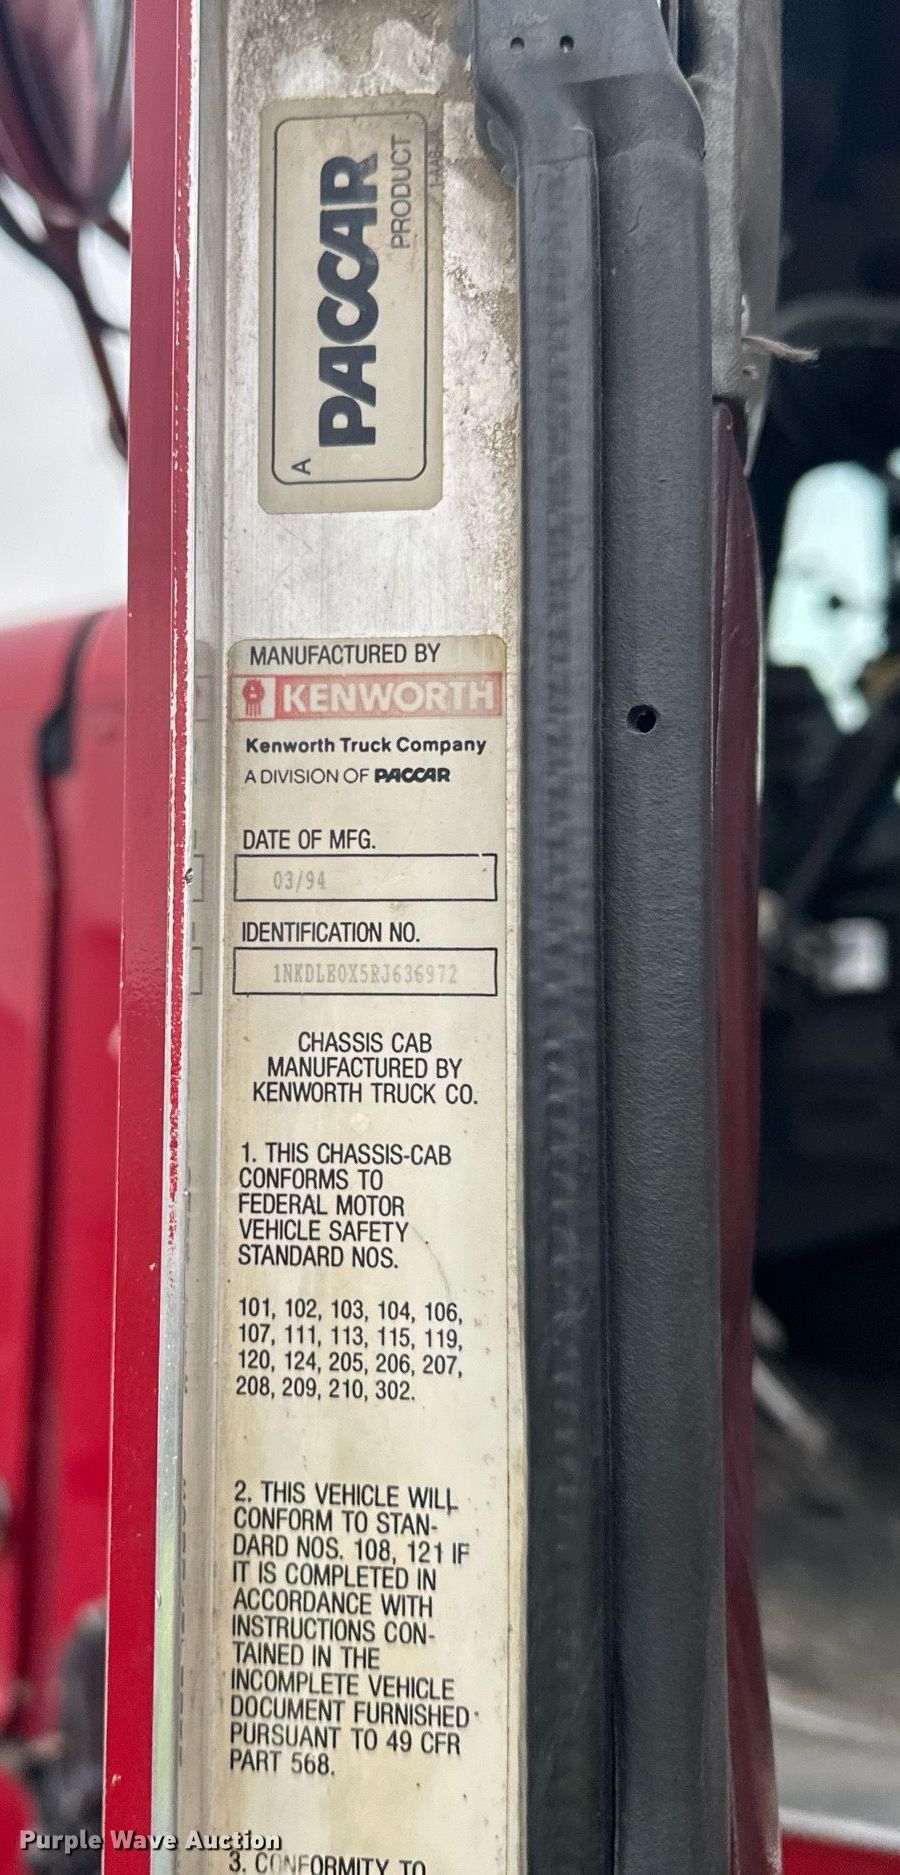 A
PACCAR
PRODUCT
MANUFACTURED BY
KENWORTH
Kenworth Truck Company
A DIVISION OF PACCAR
DATE OF MFG.
03/94
IDENTIFICATION NO.
1NKDLB0X5RJ636972
CHASSIS CAB
MANUFACTURED BY
KENWORTH TRUCK CO.
1. THIS CHASSIS-CAB
CONFORMS TO
FEDERAL MOTOR
VEHICLE SAFETY
STANDARD NOS.
101, 102, 103, 104, 106,
107, 111, 113, 115, 119,
120, 124, 205, 206, 207,
208, 209, 210, 302.
2. THIS VEHICLE WILL
CONFORM TO STAN-
DARD NOS. 108, 121 IF
IT IS COMPLETED IN
ACCORDANCE WITH
INSTRUCTIONS CON-
TAINED IN THE
INCOMPLETE VEHICLE
DOCUMENT FURNISHED
PURSUANT TO 49 CFR
PART 568.
3. CONFORMITY TO
Purple Wave Auction